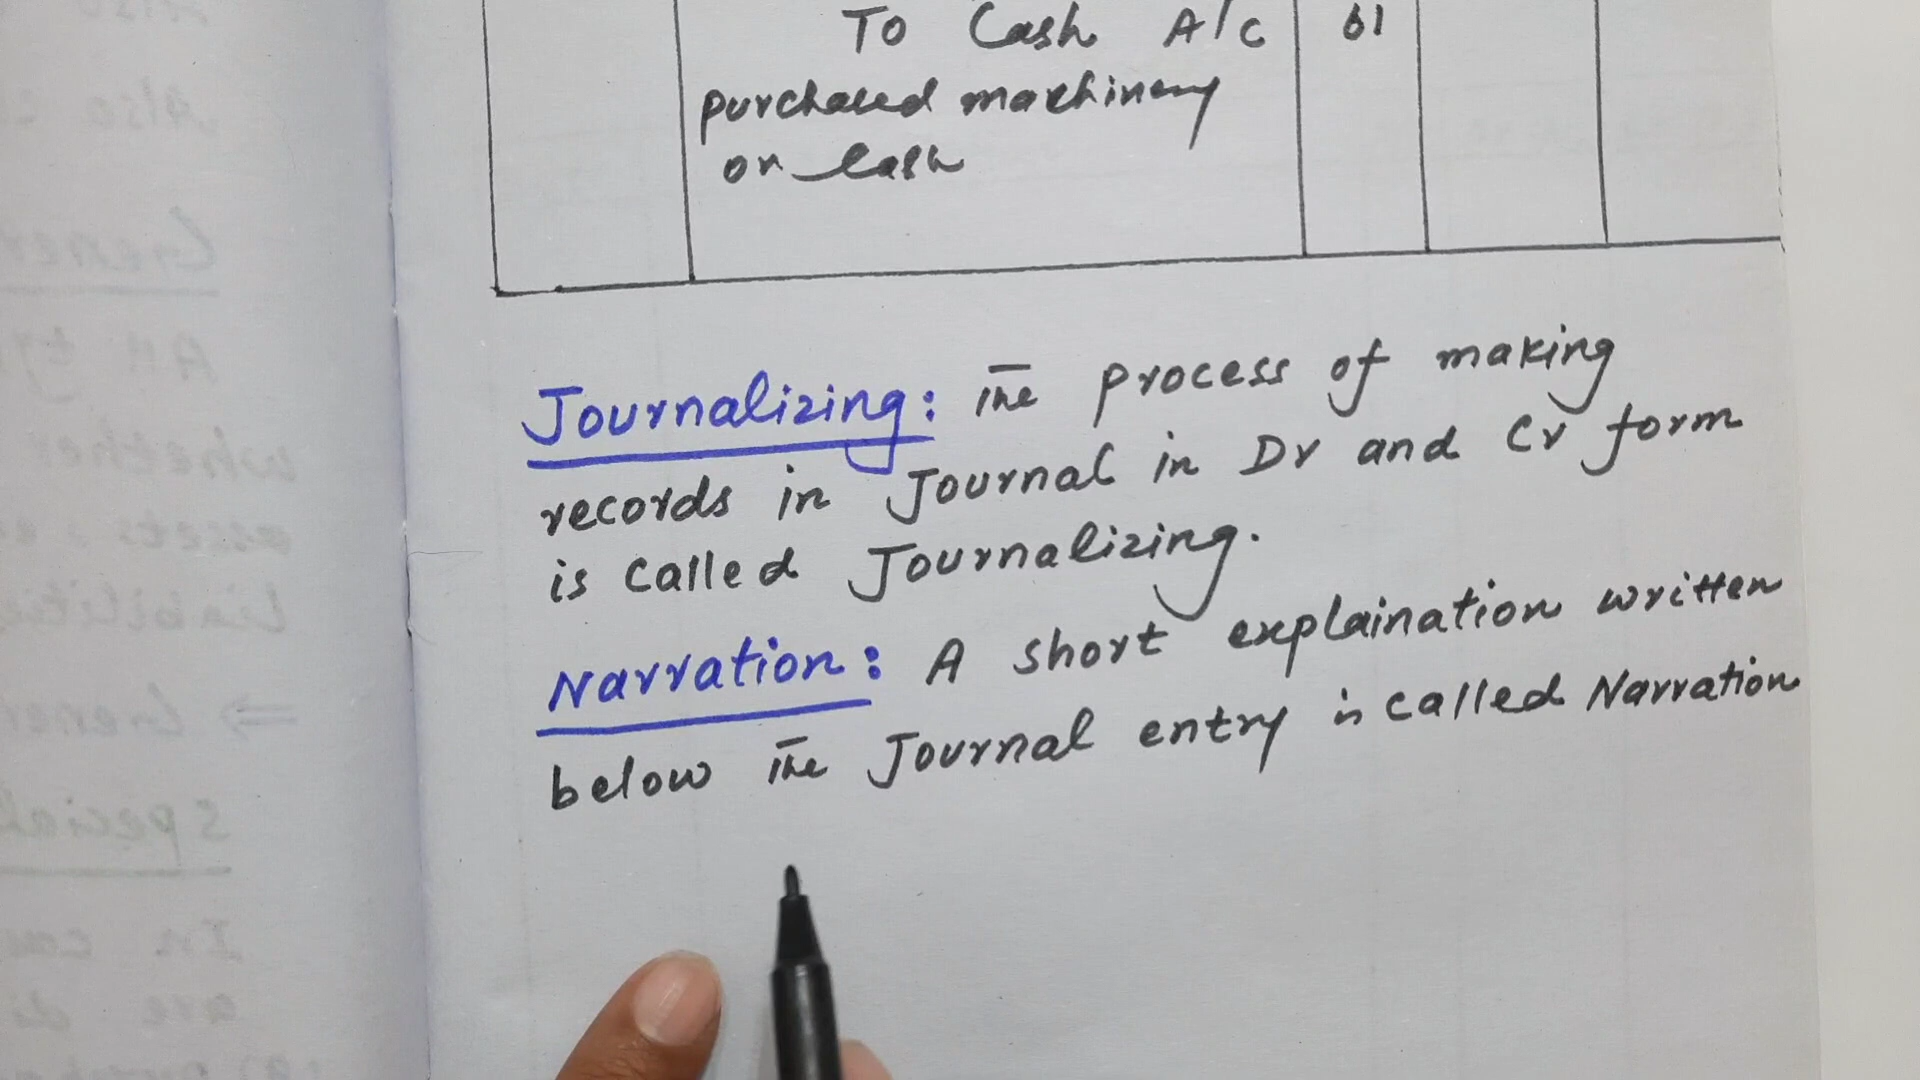 To Cash A/c 61
purchased machinery
on cash
Journalizing: The process of making
records in Journal in Dr and Cr form
is called Journalizing.
Narration: A short explaination written
below the Journal entry is called Narration